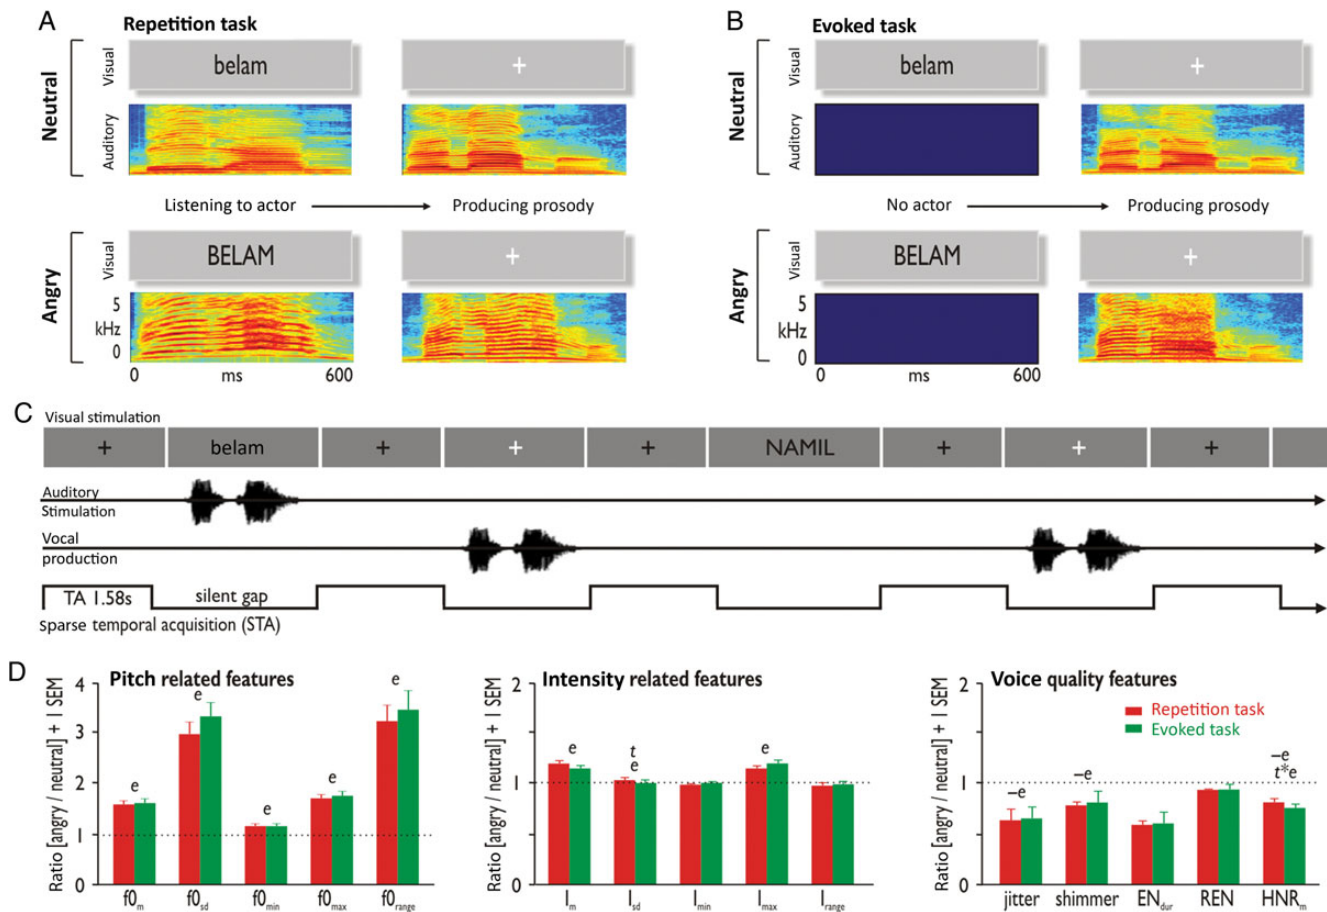 A Repetition task
Neutral
Visual
belam
+
Auditory
Listening to actor
Producing prosody
Angry
Visual
BELAM
+
5
kHz
0
0 ms 600
B Evoked task
Neutral
Visual
belam
+
Auditory
No actor
Producing prosody
Angry
Visual
BELAM
+
5
kHz
0
0 ms 600
C
Visual stimulation
+ belam + + + NAMIL + + +
Auditory
Stimulation
Vocal
production
TA 1.58s silent gap
Sparse temporal acquisition (STA)
D
Pitch related features
Ratio [angry / neutral] + I SEM
4
3
2
1
0
e e e e e
f0m f0sd f0min f0max f0range
Intensity related features
Ratio [angry / neutral] + I SEM
2
1
0
e t e e
Im Isd Imin Imax Irange
Voice quality features
Ratio [angry / neutral] + I SEM
2
1
0
Repetition task
Evoked task
–e –e –e
t*e
jitter shimmer ENdur REN HNRm